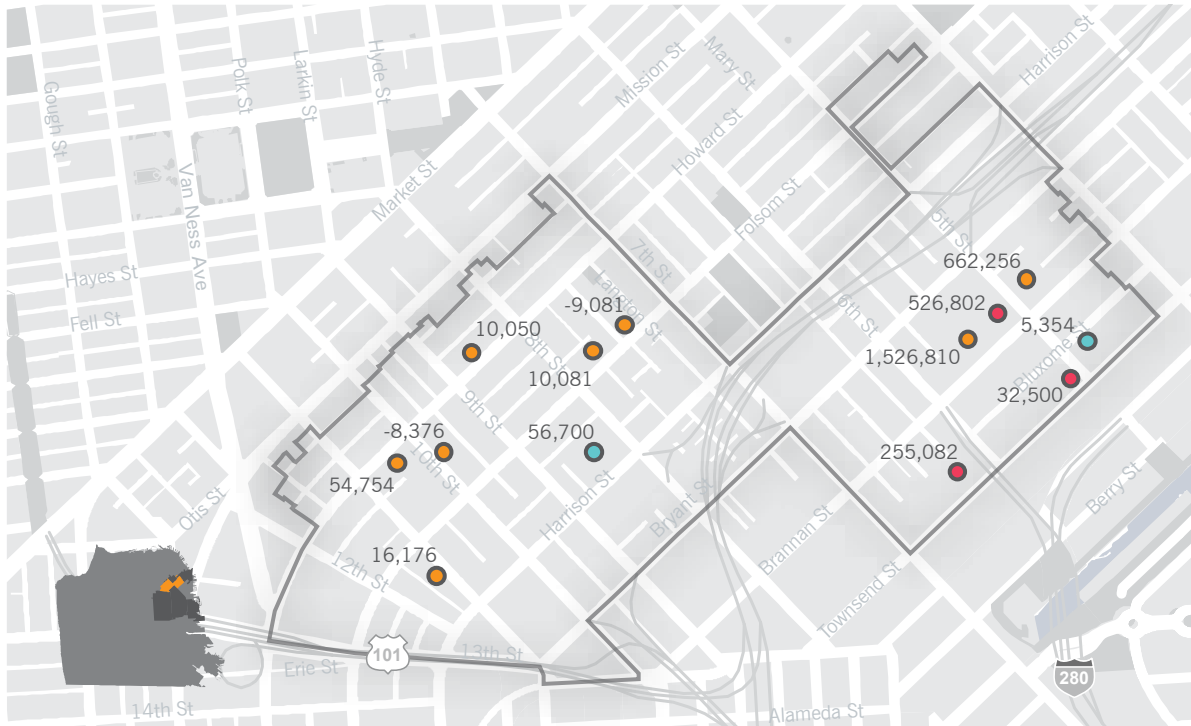 Harrison St
Hyde St
Mary St
Larkin St
Mission St
Polk St
Gough St
Howard St
Van Ness Ave
Market St
Folsom St
5th St
7th St
662,256
Hayes St
Langton St
-9,081
526,802
Fell St
10,050
8th St
6th St
5,354
Bluxome St
1,526,810
10,081
32,500
9th St
-8,376
56,700
10th St
255,082
54,754
Harrison St
Bryant St
Berry St
Otis St
Brannan St
16,176
12th St
Townsend St
101
13th St
Erie St
280
14th St
Alameda St